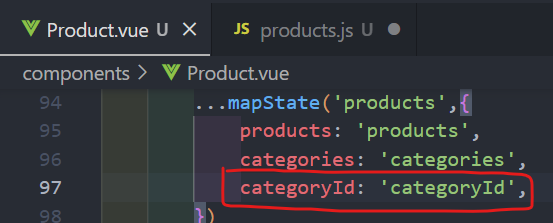 Product.vue U × JS products.js U ●
components > Product.vue
94 ...mapState('products',{
95 products: 'products',
96 categories: 'categories',
97 categoryId: 'categoryId',
98 })